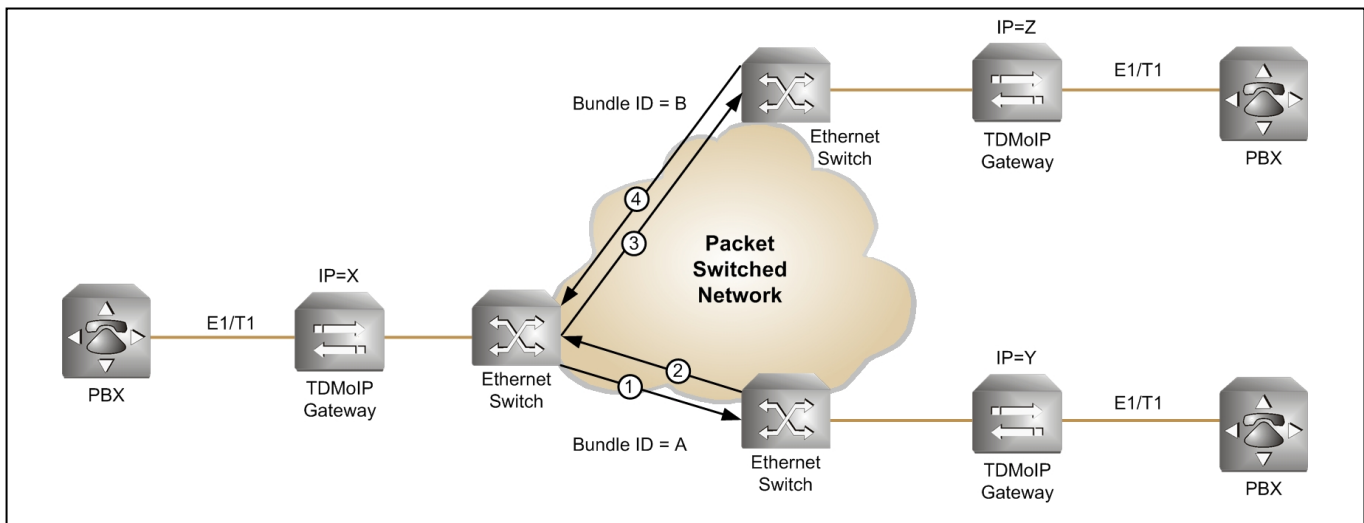 IP=Z
E1/T1
Bundle ID = B
Ethernet
Switch
TDMoIP
Gateway
PBX
4
3
Packet
Switched
Network
IP=X
E1/T1
PBX
TDMoIP
Gateway
Ethernet
Switch
2
1
Bundle ID = A
IP=Y
E1/T1
Ethernet
Switch
TDMoIP
Gateway
PBX